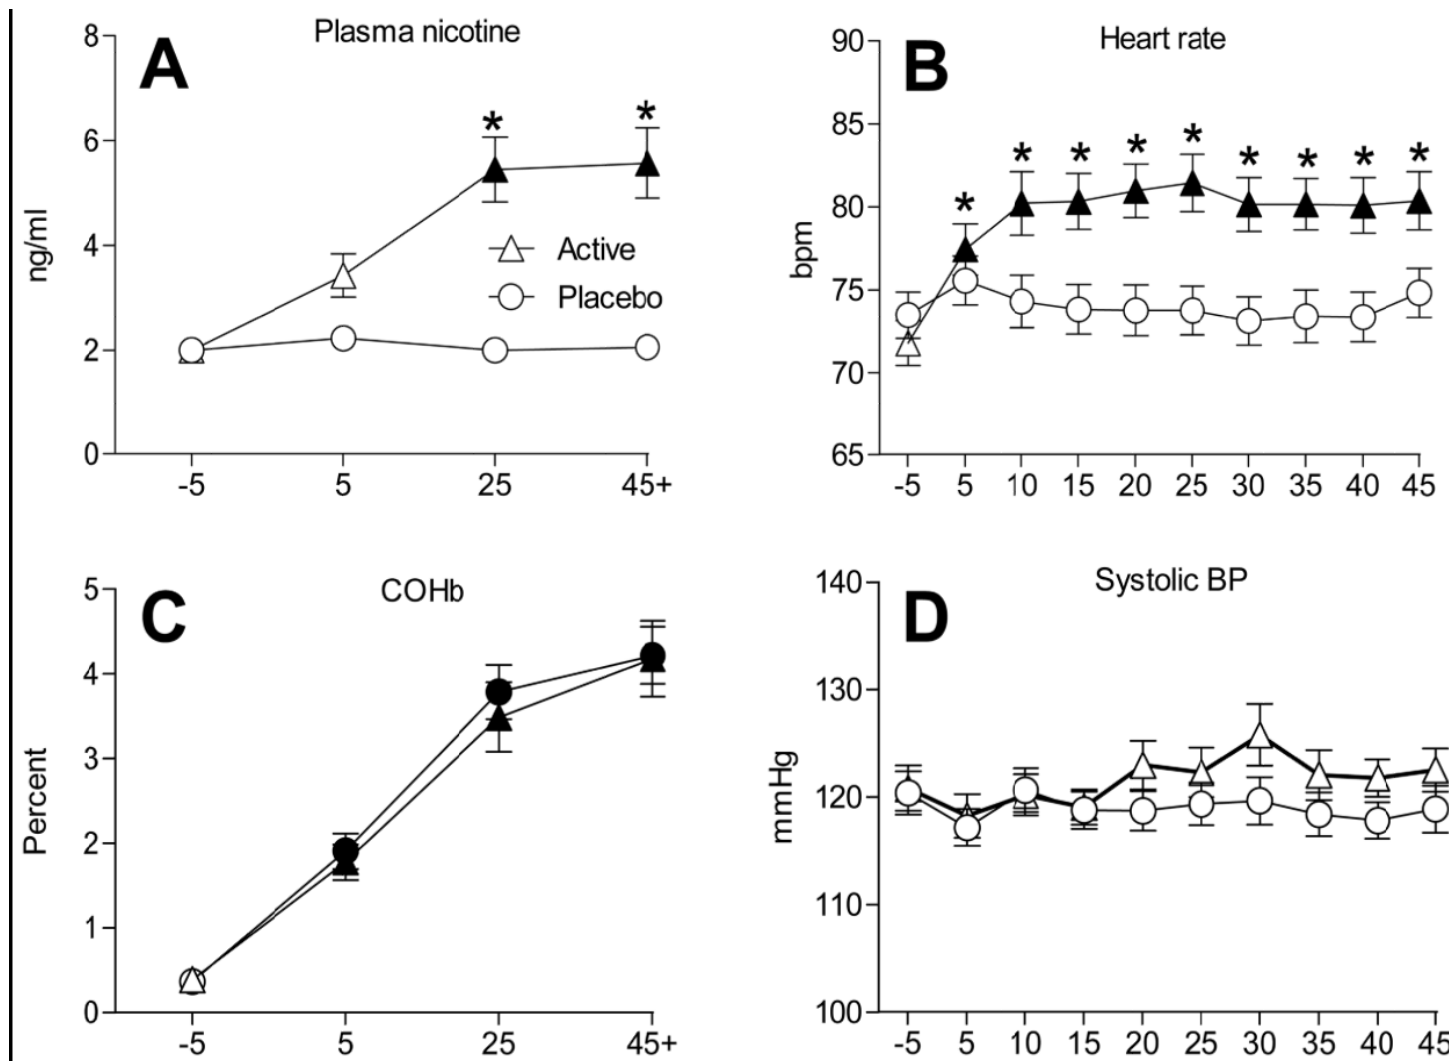 A
Plasma nicotine
8
6
4
2
0
ng/ml
*
*
Active
Placebo
-5 5 25 45+
B
Heart rate
90
85
80
75
70
65
bpm
* * * * * * * * *
-5 5 10 15 20 25 30 35 40 45
C
COHb
5
4
3
2
1
0
Percent
-5 5 25 45+
D
Systolic BP
140
130
120
110
100
mmHg
-5 5 10 15 20 25 30 35 40 45